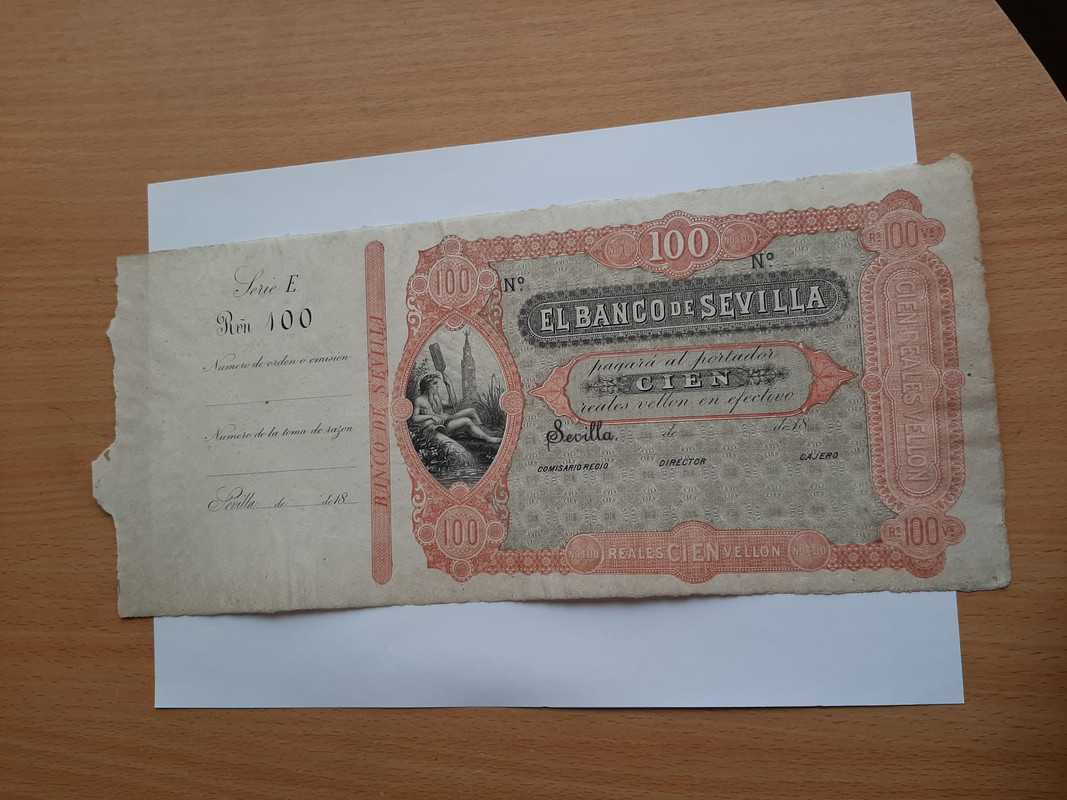 Serie E
Rvn̄ 100
Numero de orden ó emision
Numero de la toma de razon
Sevilla de de 18
BANCO DE SEVILLA
100
100
Nº
Nº
100
Rˢ 100 Vⁿ
EL BANCO DE SEVILLA
pagará al portador
CIEN
reales vellon en efectivo.
Sevilla. de de 18
COMISARIO REGIO DIRECTOR CAJERO
CIEN REALES VELLON
REALES CIEN VELLON
Rˢ 100 Vⁿ